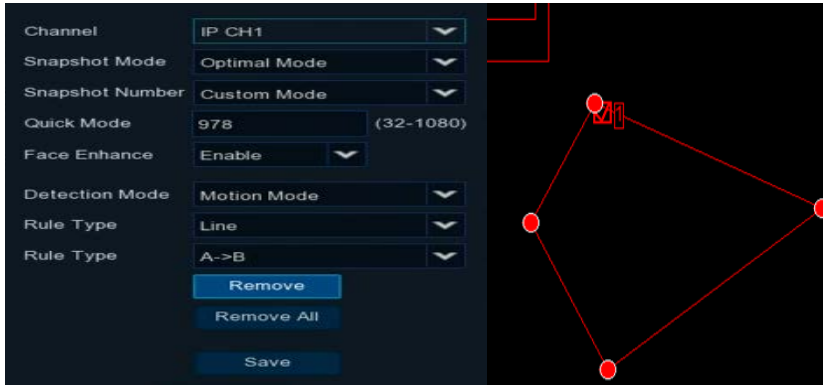 Channel IP CH1
Snapshot Mode Optimal Mode
Snapshot Number Custom Mode
Quick Mode 978 (32-1080)
Face Enhance Enable
Detection Mode Motion Mode
Rule Type Line
Rule Type A->B
Remove
Remove All
Save
1